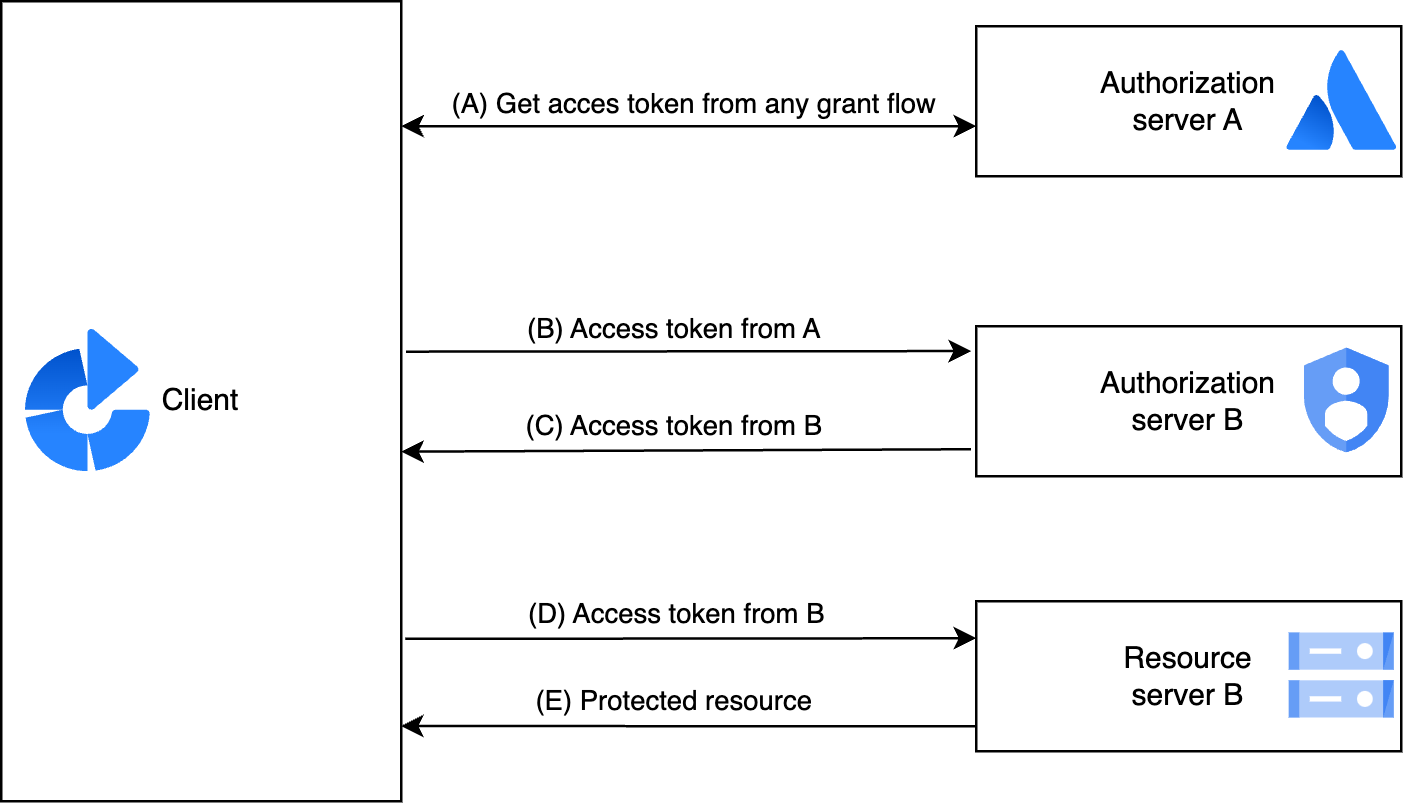 (A) Get acces token from any grant flow
Authorization
server A
(B) Access token from A
Authorization
server B
Client
(C) Access token from B
(D) Access token from B
Resource
server B
(E) Protected resource